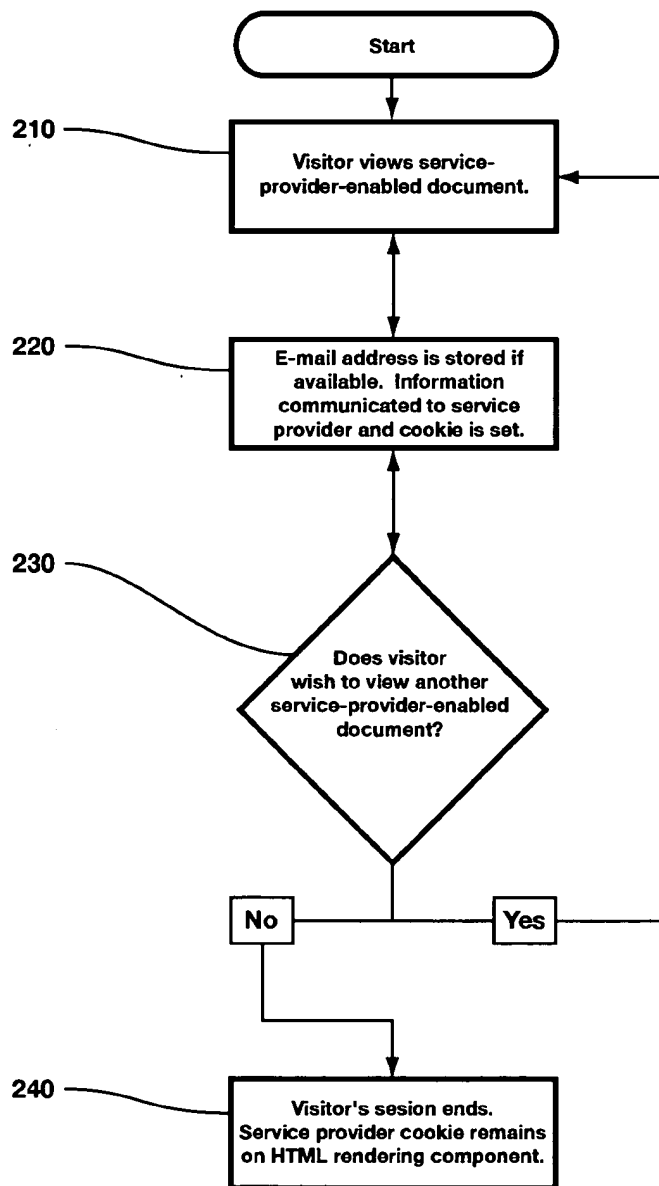 Start
210
Visitor views service-
provider-enabled document.
220
E-mail address is stored if
available. Information
communicated to service
provider and cookie is set.
230
Does visitor
wish to view another
service-provider-enabled
document?
No
Yes
240
Visitor's sesion ends.
Service provider cookie remains
on HTML rendering component.